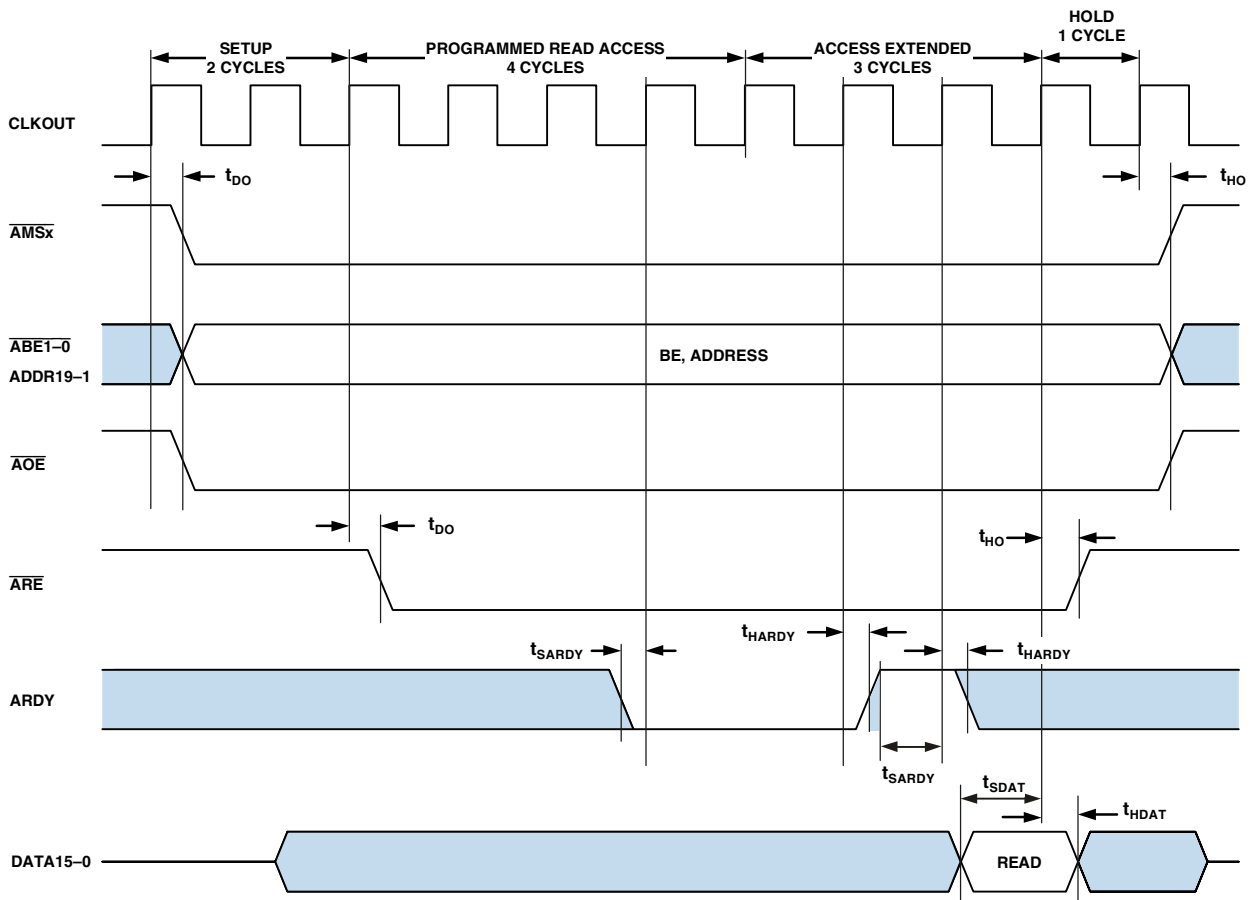 SETUP
2 CYCLES
PROGRAMMED READ ACCESS
4 CYCLES
ACCESS EXTENDED
3 CYCLES
HOLD
1 CYCLE
CLKOUT
tDO
tHO
AMSx
ABE1–0
ADDR19–1
BE, ADDRESS
AOE
tDO
tHO
ARE
tSARDY
tHARDY
tHARDY
ARDY
tSARDY
tSDAT
tHDAT
DATA15–0
READ